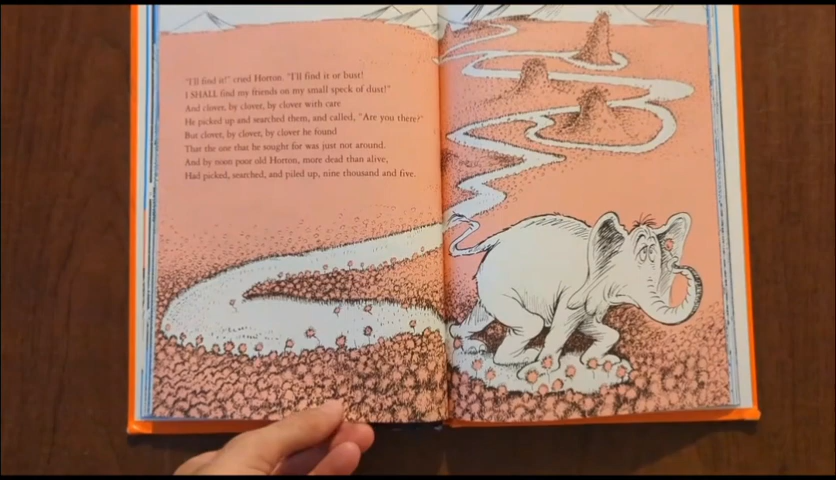 "I'll find it!" cried Horton. "I'll find it or bust!
I SHALL find my friends on my small speck of dust!"
And clover, by clover, by clover with care
He picked up and searched them, and called, "Are you there?"
But clover, by clover, by clover he found
That the one that he sought for was just not around.
And by noon poor old Horton, more dead than alive,
Had picked, searched, and piled up, nine thousand and five.